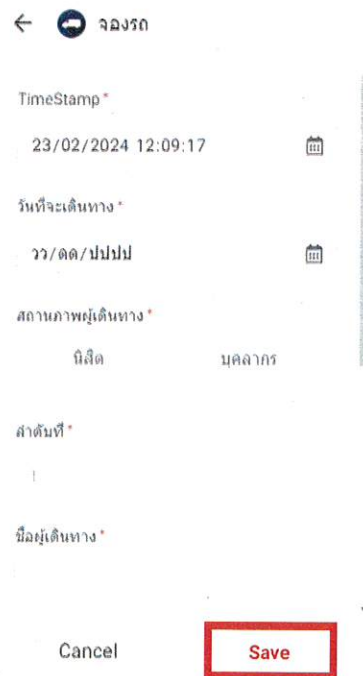 ← จองรถ
TimeStamp *
23/02/2024 12:09:17
วันที่จะเดินทาง *
วว/ดด/ปปปป
สถานภาพผู้เดินทาง *
นิสิต บุคลากร
ลำดับที่ *
ชื่อผู้เดินทาง *
Cancel Save